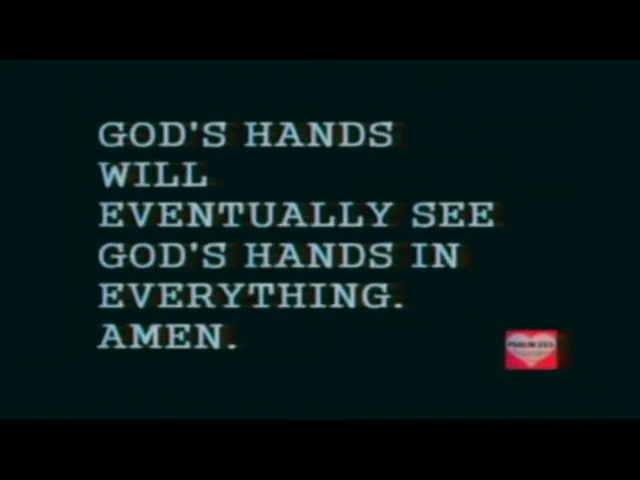 GOD'S HANDS
WILL
EVENTUALLY SEE
GOD'S HANDS IN
EVERYTHING.
AMEN.